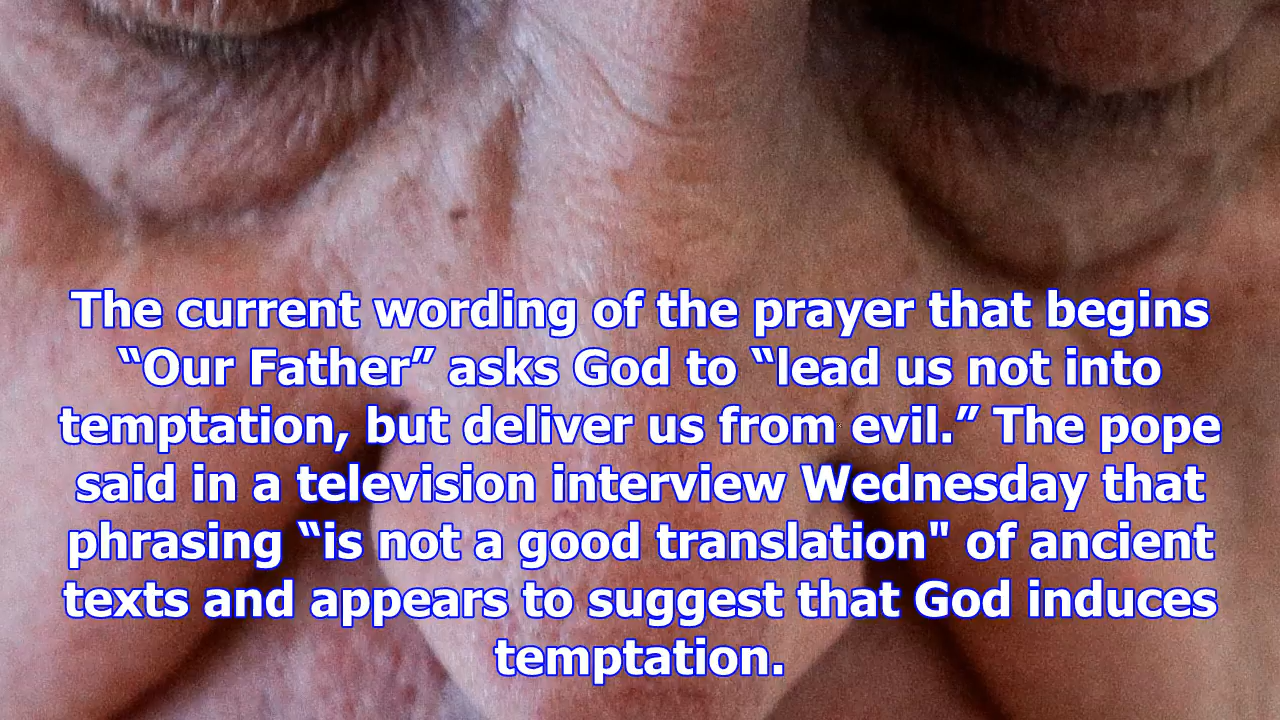 The current wording of the prayer that begins
“Our Father” asks God to “lead us not into
temptation, but deliver us from evil.” The pope
said in a television interview Wednesday that
phrasing “is not a good translation" of ancient
texts and appears to suggest that God induces
temptation.